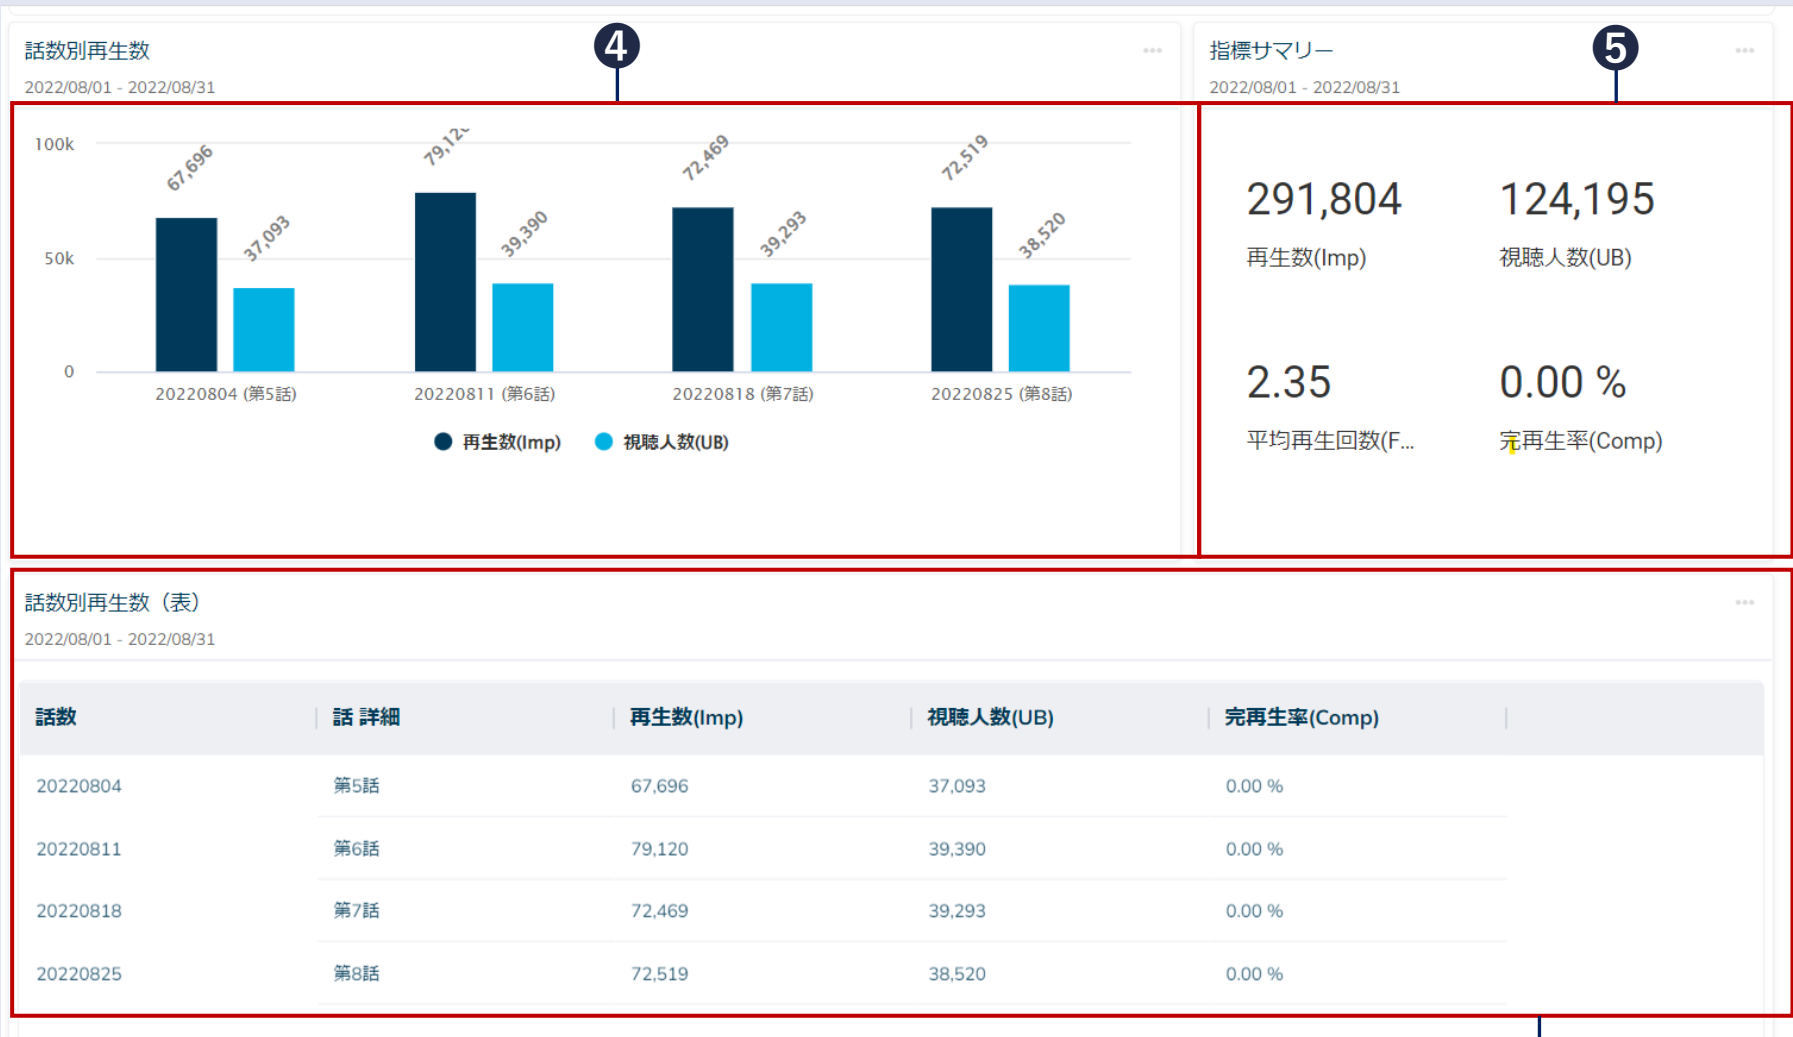 話数別再生数
2022/08/01 - 2022/08/31
4
100k
50k
0
67,696
37,093
79,120
39,390
72,469
39,293
72,519
38,520
20220804 (第5話)
20220811 (第6話)
20220818 (第7話)
20220825 (第8話)
再生数(Imp)
視聴人数(UB)
指標サマリー
2022/08/01 - 2022/08/31
5
291,804
再生数(Imp)
124,195
視聴人数(UB)
2.35
平均再生回数(F...
0.00 %
完再生率(Comp)
話数別再生数（表）
2022/08/01 - 2022/08/31
話数 話 詳細 再生数(Imp) 視聴人数(UB) 完再生率(Comp)
20220804 第5話 67,696 37,093 0.00 %
20220811 第6話 79,120 39,390 0.00 %
20220818 第7話 72,469 39,293 0.00 %
20220825 第8話 72,519 38,520 0.00 %